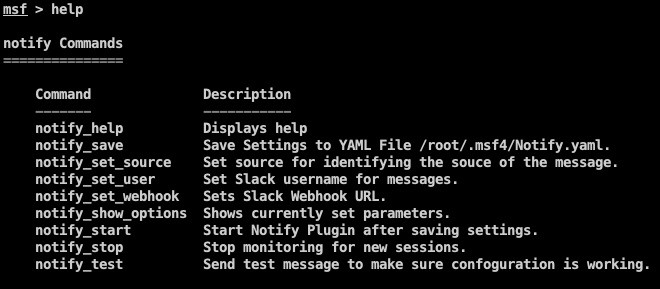 msf > help
notify Commands
===============
Command Description
------- -----------
notify_help Displays help
notify_save Save Settings to YAML File /root/.msf4/Notify.yaml.
notify_set_source Set source for identifying the souce of the message.
notify_set_user Set Slack username for messages.
notify_set_webhook Sets Slack Webhook URL.
notify_show_options Shows currently set parameters.
notify_start Start Notify Plugin after saving settings.
notify_stop Stop monitoring for new sessions.
notify_test Send test message to make sure confoguration is working.